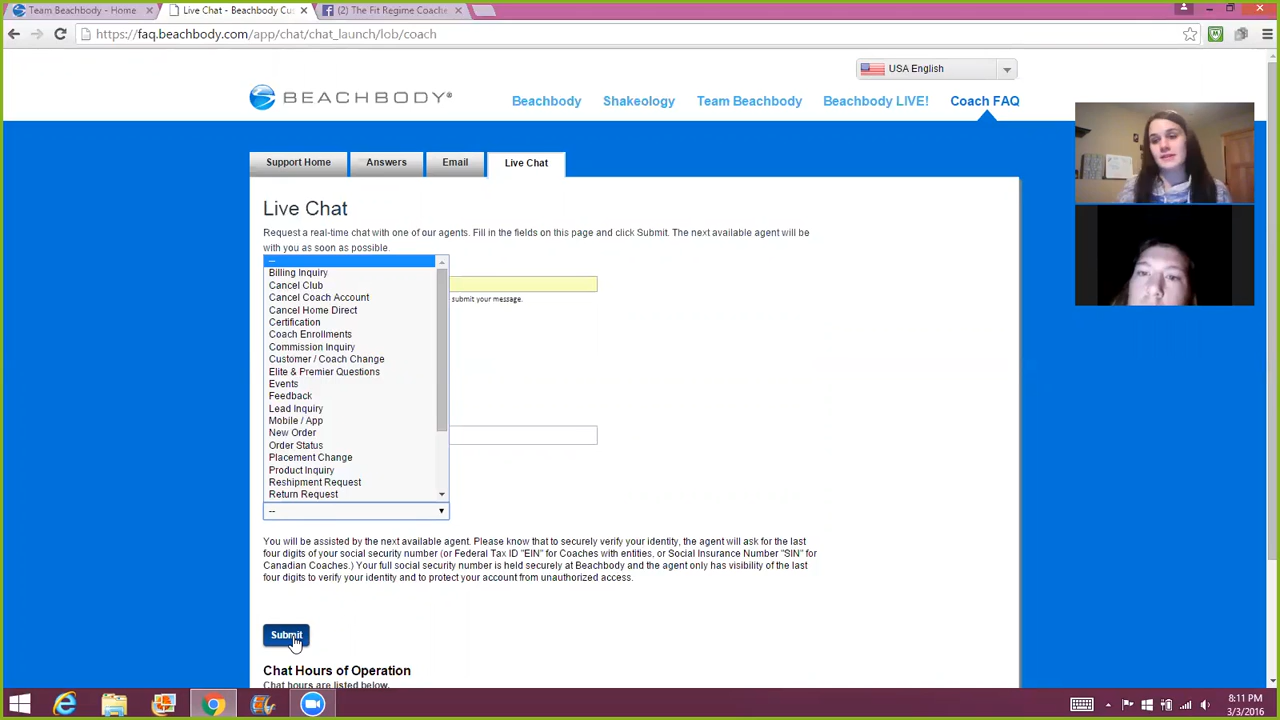 Team Beachbody - Home
Live Chat - Beachbody Cus
(2) The Fit Regime Coache
https://faq.beachbody.com/app/chat/chat_launch/lob/coach
USA English
BEACHBODY
Beachbody
Shakeology
Team Beachbody
Beachbody LIVE!
Coach FAQ
Support Home
Answers
Email
Live Chat
Live Chat
Request a real-time chat with one of our agents. Fill in the fields on this page and click Submit. The next available agent will be
with you as soon as possible.
--
Billing Inquiry
Cancel Club
submit your message.
Cancel Coach Account
Cancel Home Direct
Certification
Coach Enrollments
Commission Inquiry
Customer / Coach Change
Elite & Premier Questions
Events
Feedback
Lead Inquiry
Mobile / App
New Order
Order Status
Placement Change
Product Inquiry
Reshipment Request
Return Request
--
You will be assisted by the next available agent. Please know that to securely verify your identity, the agent will ask for the last
four digits of your social security number (or Federal Tax ID "EIN" for Coaches with entities, or Social Insurance Number "SIN" for
Canadian Coaches.) Your full social security number is held securely at Beachbody and the agent only has visibility of the last
four digits to verify your identity and to protect your account from unauthorized access.
Submit
Chat Hours of Operation
Chat hours are listed below.
8:11 PM
3/3/2016